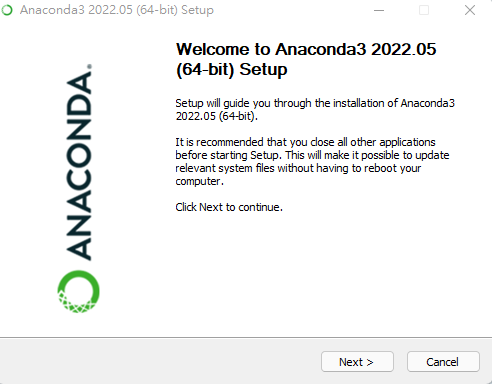 Anaconda3 2022.05 (64-bit) Setup
Welcome to Anaconda3 2022.05
(64-bit) Setup
Setup will guide you through the installation of Anaconda3
2022.05 (64-bit).
It is recommended that you close all other applications
before starting Setup. This will make it possible to update
relevant system files without having to reboot your
computer.
Click Next to continue.
ANACONDA.
Next >
Cancel